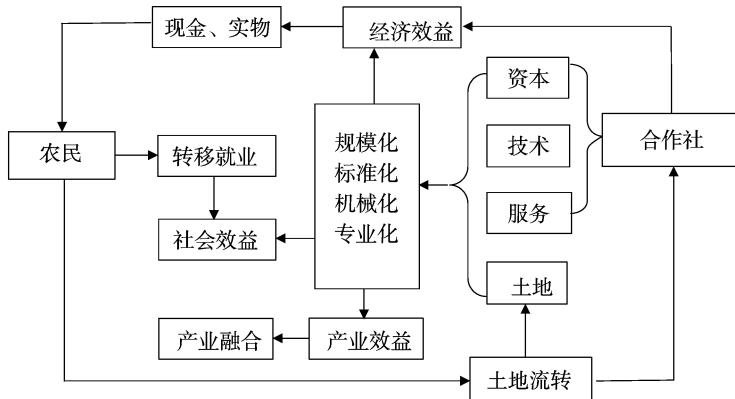 现金、实物
经济效益
资本
农民
转移就业
规模化
标准化
机械化
专业化
技术
合作社
服务
社会效益
土地
产业融合
产业效益
土地流转